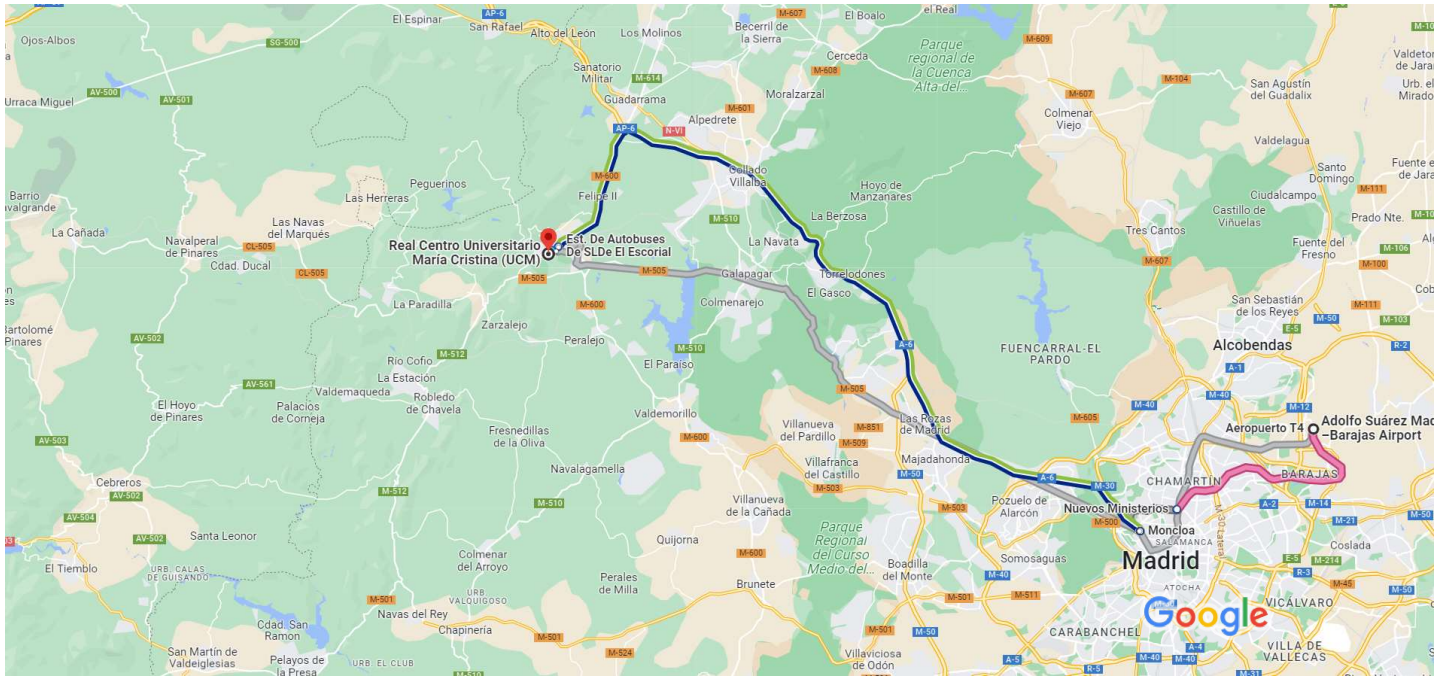 El Espinar
AP-6
San Rafael
Alto del León
Los Molinos
Becerril de
la Sierra
M-607
El Boalo
el Real
Ojos-Albos
SG-500
Cerceda
Parque
regional de
la Cuenca
Alta del...
M-609
M-104
San Agustín
del Guadalix
Urraca Miguel
AV-500
AV-501
Sanatorio
Militar
M-614
M-608
Moralzarzal
Guadarrama
M-601
Alpedrete
AP-6
N-VI
M-607
Colmenar
Viejo
Valdelagua
Santo
Domingo
Fuente e
de Jara
M-111
Barrio
Peguerinos
Las Herreras
M-600
Felipe II
Collado
Villalba
Hoyo de
Manzanares
Ciudalcampo
Castillo de
Viñuelas
Prado Nte.
La Cañada
Navalperal
de Pinares
Las Navas
del Marqués
CL-505
Cdad. Ducal
CL-505
M-510
La Berzosa
La Navata
Tres Cantos
Fuente del
Fresno
M-106
M-100
Real Centro Universitario
María Cristina (UCM)
Est. De Autobuses
De SLDe El Escorial
M-505
M-505
Galapagar
Torrelodones
El Gasco
M-607
La Paradilla
M-600
Colmenarejo
San Sebastián
de los Reyes
M-111
M-50
M-103
E-5
R-2
Bartolomé
Pinares
AV-502
Zarzalejo
M-512
Peralejo
M-510
A-6
FUENCARRAL-EL
PARDO
Alcobendas
A-1
Río Cofio
La Estación
El Paraíso
AV-561
Valdemaqueda
Robledo
de Chavela
M-505
M-40
M-40
M-12
El Hoyo
de Pinares
Palacios
de Comeja
Valdemorillo
Las Rozas
de Madrid
M-605
AV-503
Fresnedillas
de la Oliva
M-600
Villanueva
del Pardillo
M-851
M-509
Majadahonda
Aeropuerto T4
Adolfo Suárez Mad
–Barajas Airport
Navalagamella
Villafranca
del Castillo
M-50
A-6
M-30
CHAMARTÍN
BARAJAS
Cebreros
AV-502
M-512
M-510
M-503
M-503
Pozuelo de
Alarcón
Nuevos Ministerios
A-2
M-14
M-50
AV-504
Villanueva
de la Cañada
M-500
Moncloa
M-30 Lateral
M-21
SALAMANCA
Coslada
AV-502
Santa Leonor
Quijorna
Parque
Regional
del Curso
Medio del...
Somosaguas
Madrid
E-5
M-214
El Tiemblo
URB. CALAS
DE GUISANDO
Colmenar
del Arroyo
M-600
Boadilla
del Monte
M-40
R-3
M-45
Perales
de Milla
Brunete
M-501
M-511
ATOCHA
M-501
URB.
VALQUIGOSO
Navas del Rey
Google
VICÁLVARO
Cdad. San
Ramon
Chapinería
M-501
M-501
M-50
CARABANCHEL
San Martín de
Valdeiglesias
Pelayos de
la Presa
URB. EL CLUB
M-524
Villaviciosa
de Odón
A-5
R-5
M-40
A-4
M-40
VILLA DE
VALLECAS
M-31